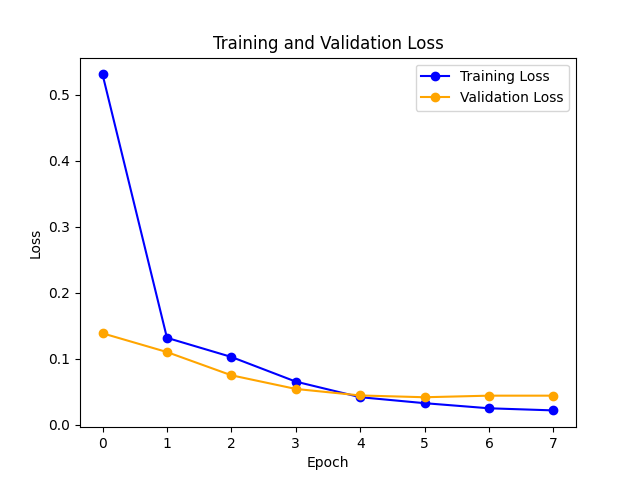 Training and Validation Loss
Training Loss
Validation Loss
0.5
0.4
0.3
0.2
0.1
0.0
Loss
0 1 2 3 4 5 6 7
Epoch